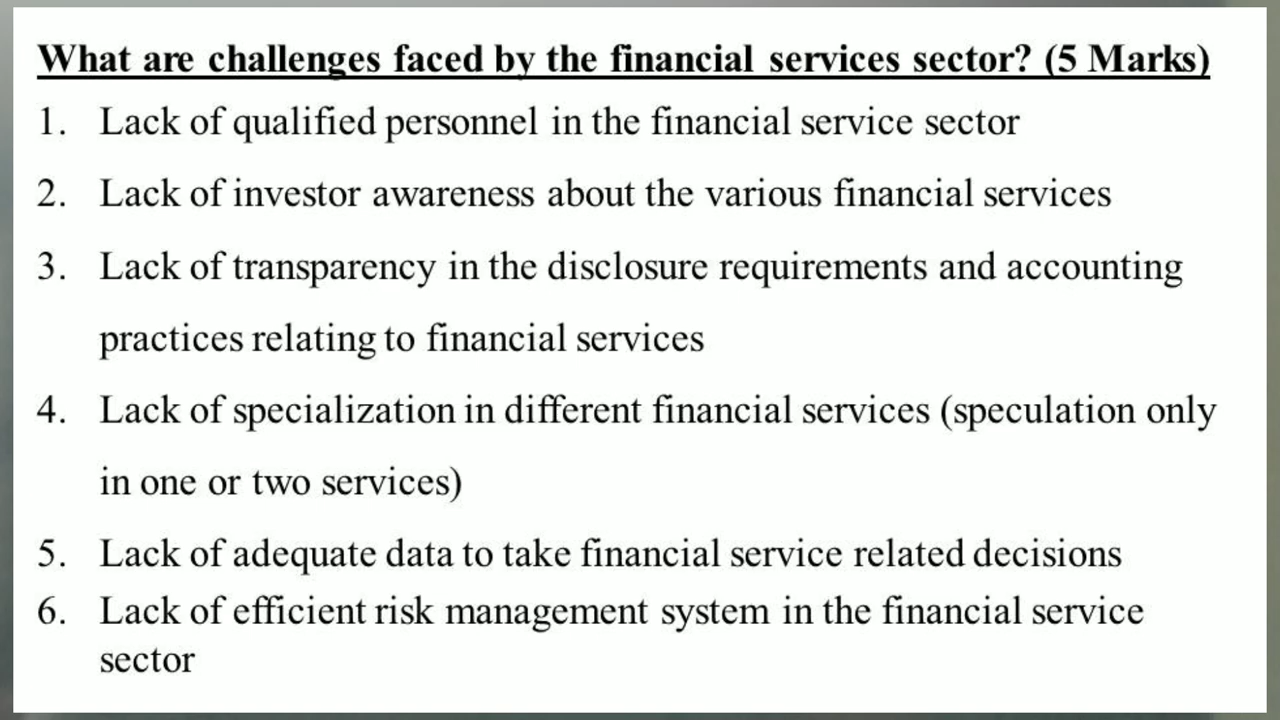 What are challenges faced by the financial services sector? (5 Marks)
1. Lack of qualified personnel in the financial service sector
2. Lack of investor awareness about the various financial services
3. Lack of transparency in the disclosure requirements and accounting
practices relating to financial services
4. Lack of specialization in different financial services (speculation only
in one or two services)
5. Lack of adequate data to take financial service related decisions
6. Lack of efficient risk management system in the financial service
sector